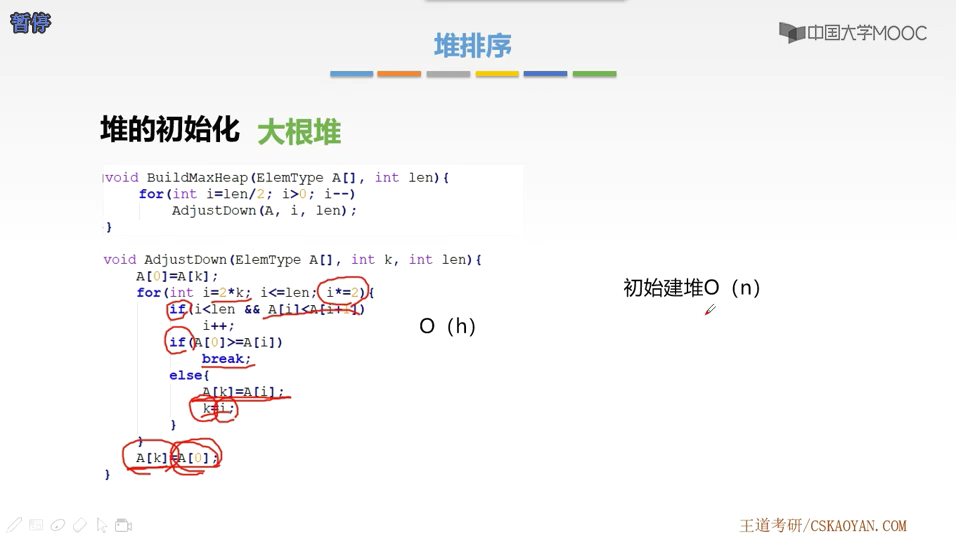 暂停
中国大学MOOC
堆排序
堆的初始化 大根堆
void BuildMaxHeap(ElemType A[], int len){
for(int i=len/2; i>0; i--)
AdjustDown(A, i, len);
}
void AdjustDown(ElemType A[], int k, int len){
A[0]=A[k];
for(int i=2*k; i<=len; i*=2){
if(i<len && A[i]<A[i+1])
i++;
if(A[0]>=A[i])
break;
else{
A[k]=A[i];
k=i;
}
}
A[k]=A[0];
}
O（h）
初始建堆O（n）
王道考研/CSKAOYAN.COM